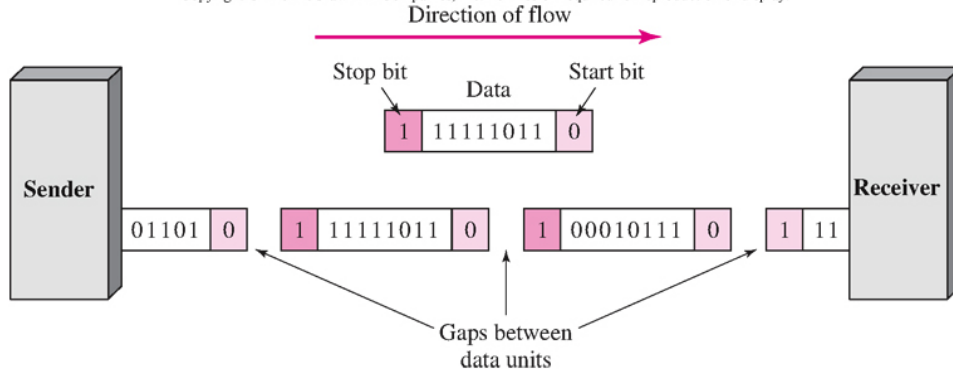 Direction of flow
Stop bit
Start bit
Data
1 11111011 0
Sender
Receiver
01101 0
1 11111011 0
1 00010111 0
1 11
Gaps between
data units